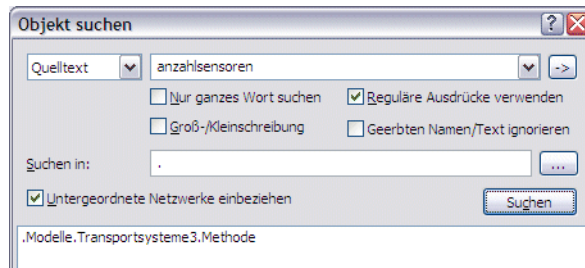 Objekt suchen
Quelltext anzahlsensoren ->
Nur ganzes Wort suchen Reguläre Ausdrücke verwenden
Groß-/Kleinschreibung Geerbten Namen/Text ignorieren
Suchen in: . ...
Untergeordnete Netzwerke einbeziehen Suchen
.Modelle.Transportsysteme3.Methode